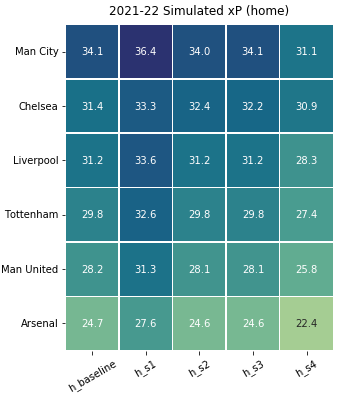 2021-22 Simulated xP (home)
Man City 34.1 36.4 34.0 34.1 31.1
Chelsea 31.4 33.3 32.4 32.2 30.9
Liverpool 31.2 33.6 31.2 31.2 28.3
Tottenham 29.8 32.6 29.8 29.8 27.4
Man United 28.2 31.3 28.1 28.1 25.8
Arsenal 24.7 27.6 24.6 24.6 22.4
h_baseline h_s1 h_s2 h_s3 h_s4